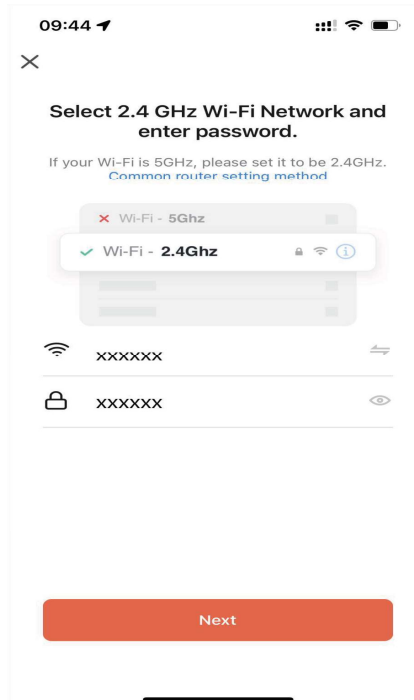 09:44
Select 2.4 GHz Wi-Fi Network and
enter password.
If your Wi-Fi is 5GHz, please set it to be 2.4GHz.
Common router setting method
Wi-Fi - 5Ghz
Wi-Fi - 2.4Ghz
xxxxxx
xxxxxx
Next